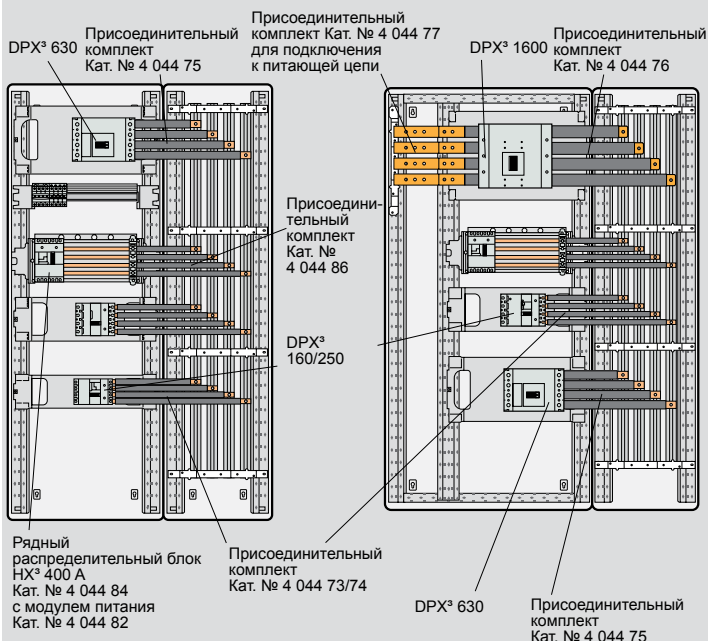 DPX³ 630
Присоединительный
комплект
Кат. № 4 044 75
Присоединительный
комплект Кат. № 4 044 77
для подключения
к питающей цепи
DPX³ 1600
Присоединительный
комплект
Кат. № 4 044 76
Присоедини-
тельный
комплект
Кат. №
4 044 86
DPX³
160/250
Рядный
распределительный блок
HX³ 400 A
Кат. № 4 044 84
с модулем питания
Кат. № 4 044 82
Присоединительный
комплект
Кат. № 4 044 73/74
DPX³ 630
Присоединительный
комплект
Кат. № 4 044 75